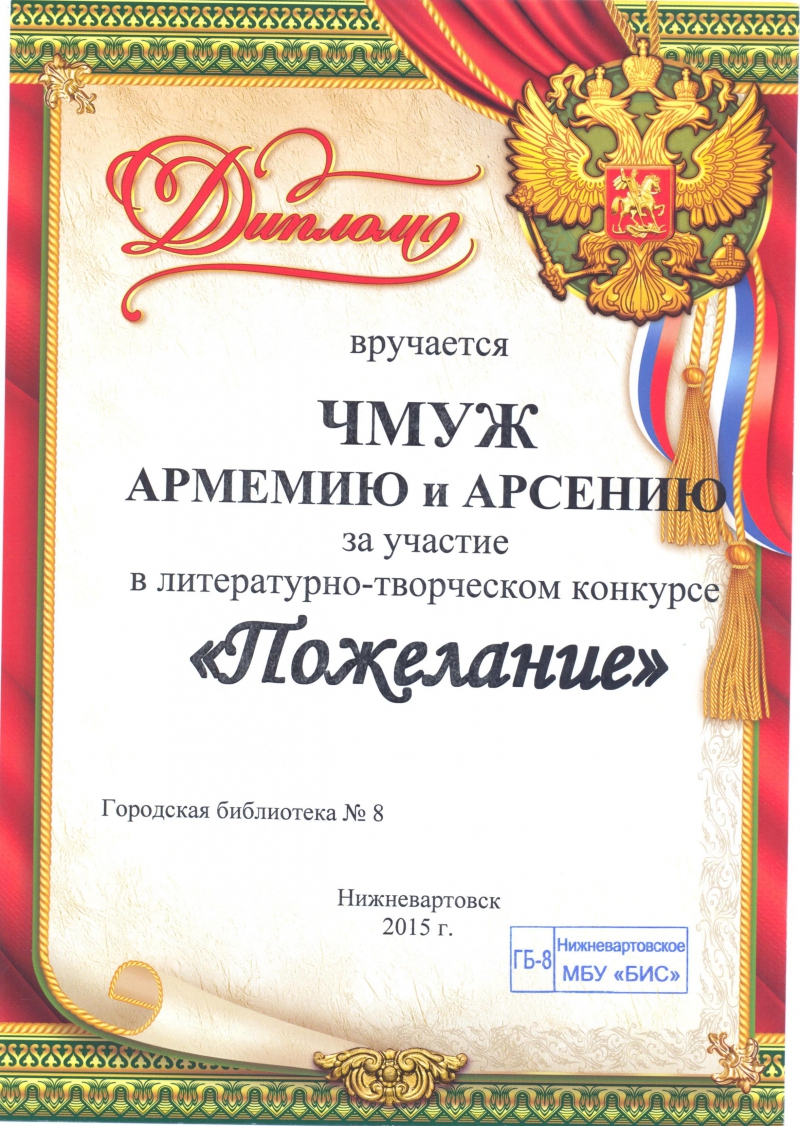 Диплом
вручается
ЧМУЖ
АРМЕМИЮ и АРСЕНИЮ
за участие
в литературно-творческом конкурсе
«Пожелание»
Городская библиотека № 8
Нижневартовск
2015 г.
ГБ-8 Нижневартовское
МБУ «БИС»